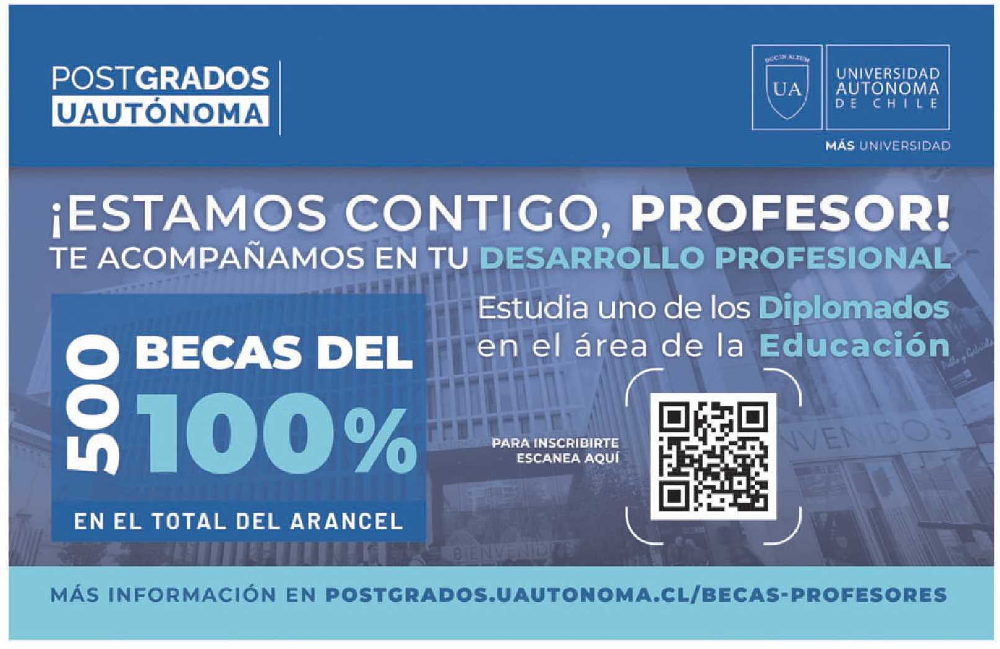 POSTGRADOS
UAUTÓNOMA
DUC IN ALTUM
UA
UNIVERSIDAD
AUTONOMA
DE CHILE
MÁS UNIVERSIDAD
¡ESTAMOS CONTIGO, PROFESOR!
TE ACOMPAÑAMOS EN TU DESARROLLO PROFESIONAL
500
BECAS DEL
100%
EN EL TOTAL DEL ARANCEL
Estudia uno de los Diplomados
en el área de la Educación
PARA INSCRIBIRTE
ESCANEA AQUÍ
BIENVENIDOS
MÁS INFORMACIÓN EN POSTGRADOS.UAUTONOMA.CL/BECAS-PROFESORES